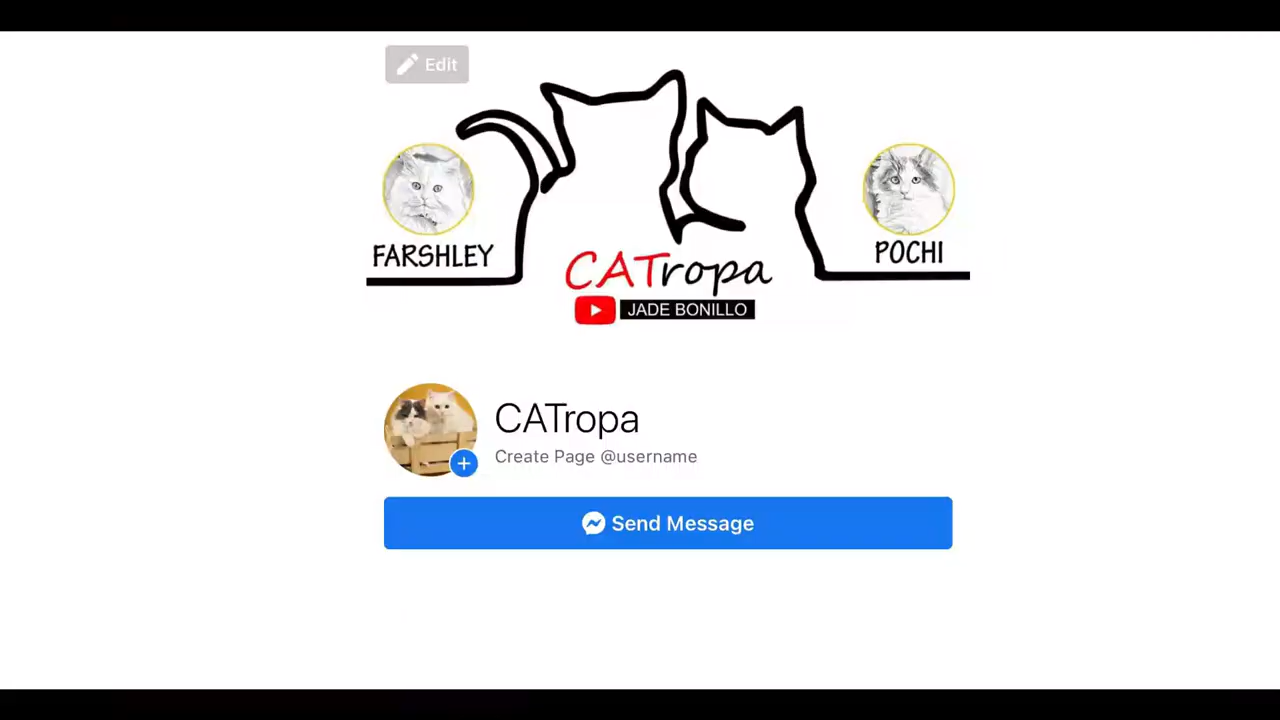 Edit
FARSHLEY
POCHI
CATropa
JADE BONILLO
CATropa
Create Page @username
Send Message